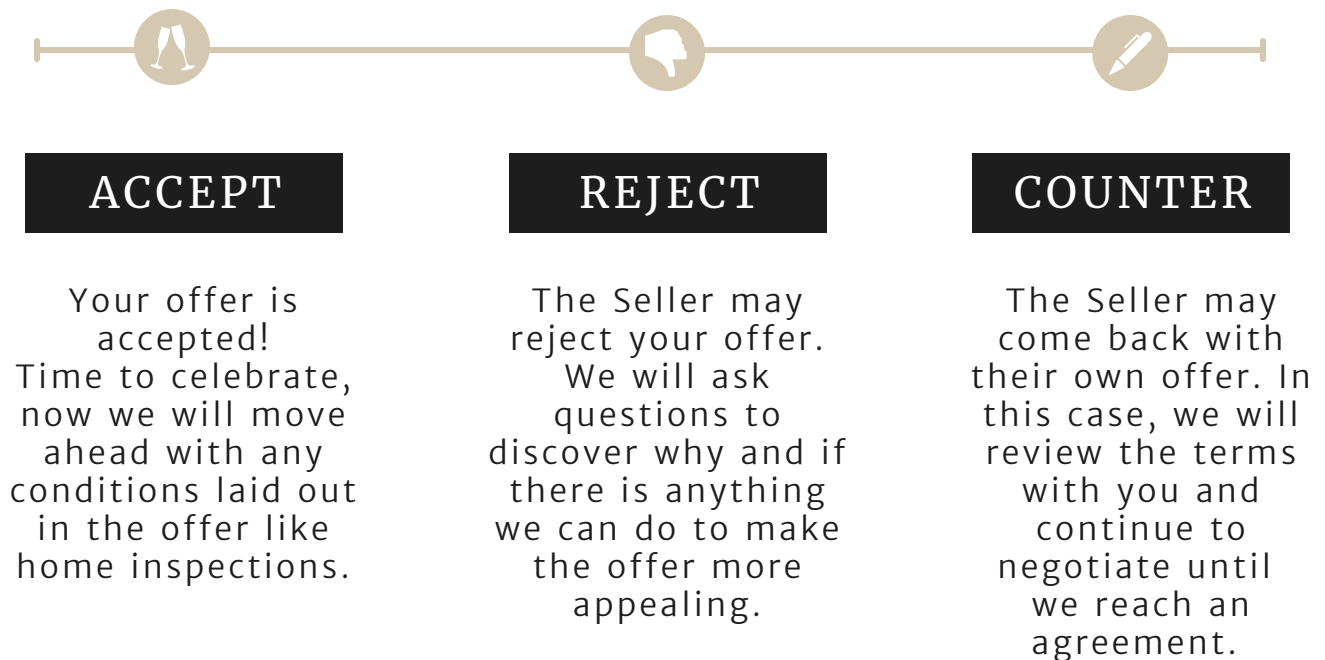 ACCEPT
Your offer is
accepted!
Time to celebrate,
now we will move
ahead with any
conditions laid out
in the offer like
home inspections.
REJECT
The Seller may
reject your offer.
We will ask
questions to
discover why and if
there is anything
we can do to make
the offer more
appealing.
COUNTER
The Seller may
come back with
their own offer. In
this case, we will
review the terms
with you and
continue to
negotiate until
we reach an
agreement.